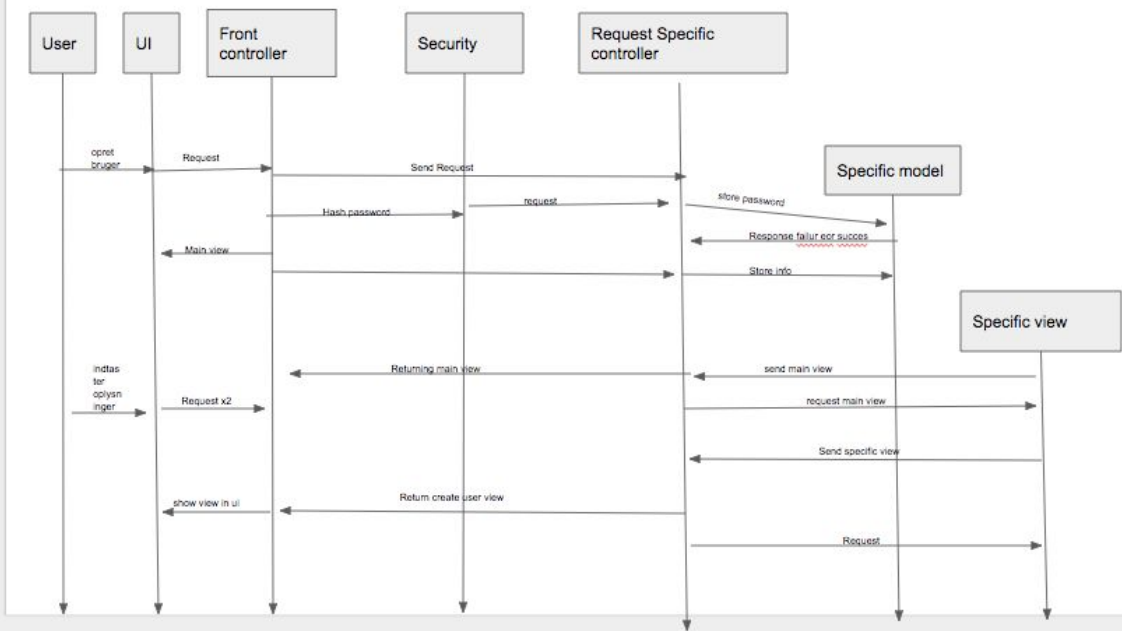 User
UI
Front
controller
Security
Request Specific
controller
opret
bruger
Request
Send Request
Specific model
request
store password
Hash password
Response failur eor succes
Main view
Store info
Specific view
indtas
ter
oplysn
inger
Returning main view
send main view
Request x2
request main view
Send specific view
show view in ui
Return create user view
Request